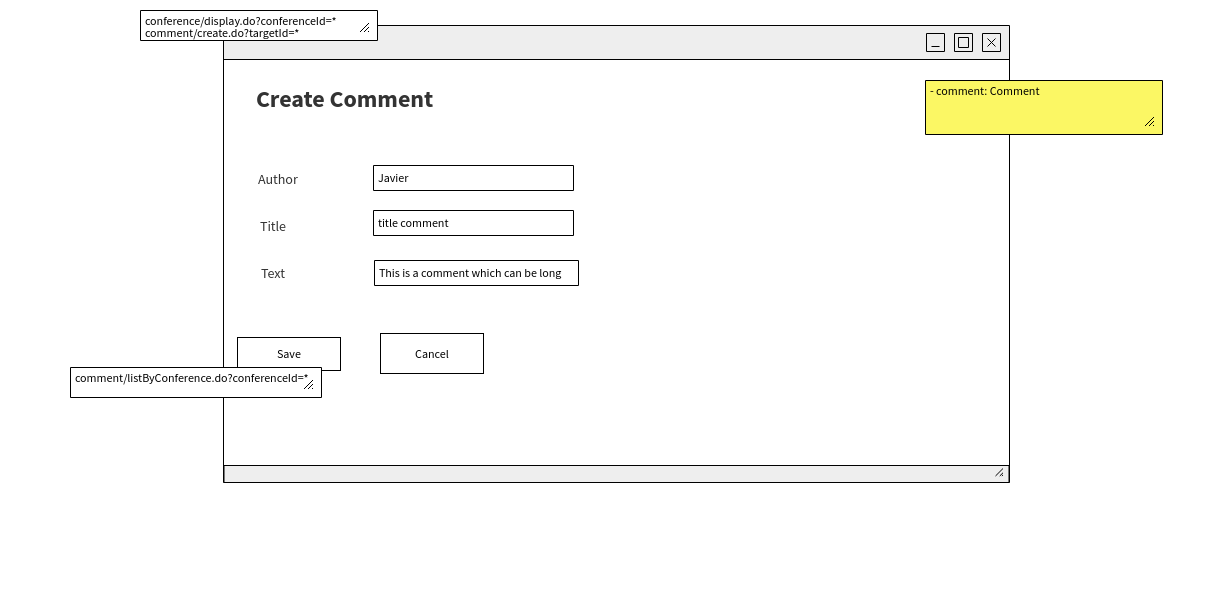 conference/display.do?conferenceId=*
comment/create.do?targetId=*
Create Comment
- comment: Comment
Author
Javier
Title
title comment
Text
This is a comment which can be long
Save
Cancel
comment/listByConference.do?conferenceId=*